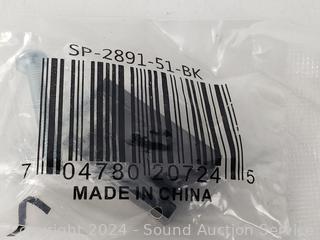 SP-2891-51-BK
7 04780 20724 5
MADE IN CHINA
Copyright 2024 - Sound Auction Service